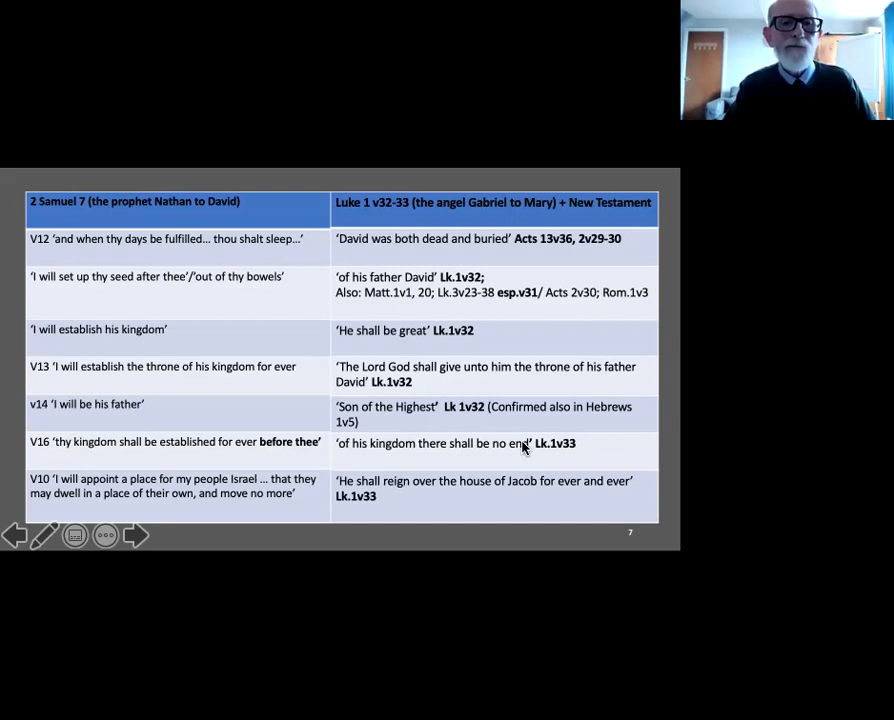 2 Samuel 7 (the prophet Nathan to David)
Luke 1 v32-33 (the angel Gabriel to Mary) + New Testament
V12 ‘and when thy days be fulfilled... thou shalt sleep...’
‘David was both dead and buried’ Acts 13v36, 2v29-30
‘I will set up thy seed after thee’/‘out of thy bowels’
‘of his father David’ Lk.1v32;
Also: Matt.1v1, 20; Lk.3v23-38 esp.v31/ Acts 2v30; Rom.1v3
‘I will establish his kingdom’
‘He shall be great’ Lk.1v32
V13 ‘I will establish the throne of his kingdom for ever
‘The Lord God shall give unto him the throne of his father
David’ Lk.1v32
v14 ‘I will be his father’
‘Son of the Highest’ Lk 1v32 (Confirmed also in Hebrews
1v5)
V16 ‘thy kingdom shall be established for ever before thee’
‘of his kingdom there shall be no end’ Lk.1v33
V10 ‘I will appoint a place for my people Israel ... that they
may dwell in a place of their own, and move no more’
‘He shall reign over the house of Jacob for ever and ever’
Lk.1v33
7